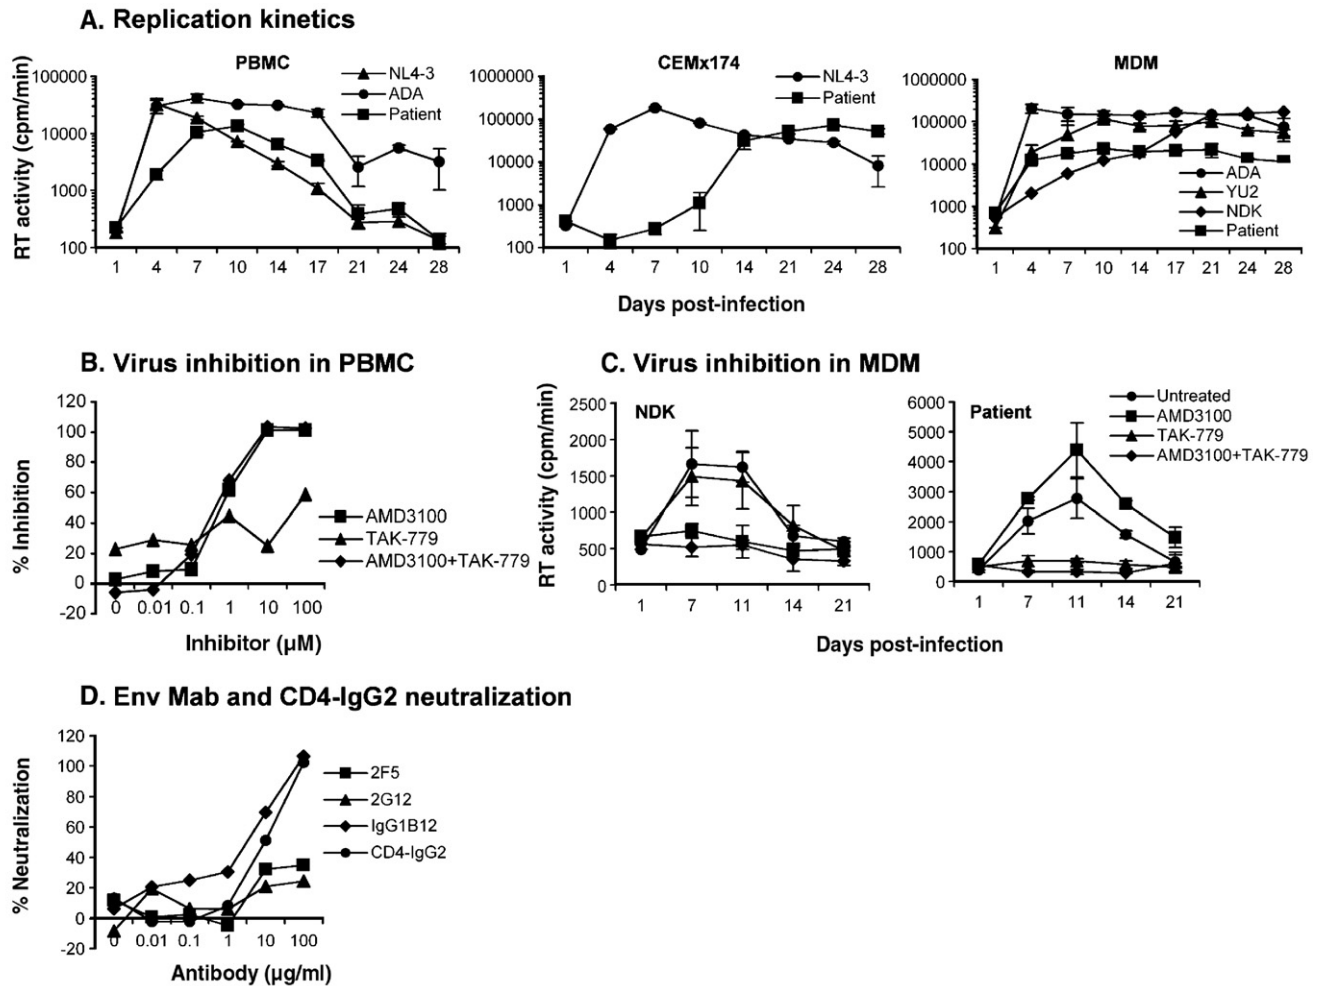 A. Replication kinetics
PBMC
RT activity (cpm/min)
100000
10000
1000
100
1 4 7 10 14 17 21 24 28
NL4-3
ADA
Patient
CEMx174
1000000
100000
10000
1000
100
1 4 7 10 14 21 24 28
NL4-3
Patient
MDM
1000000
100000
10000
1000
100
1 4 7 10 14 17 21 24 28
ADA
YU2
NDK
Patient
Days post-infection
B. Virus inhibition in PBMC
% Inhibition
120
100
80
60
40
20
0
-20
0 0.01 0.1 1 10 100
AMD3100
TAK-779
AMD3100+TAK-779
Inhibitor (µM)
C. Virus inhibition in MDM
RT activity (cpm/min)
NDK
2500
2000
1500
1000
500
0
1 7 11 14 21
Patient
6000
5000
4000
3000
2000
1000
0
1 7 11 14 21
Untreated
AMD3100
TAK-779
AMD3100+TAK-779
Days post-infection
D. Env Mab and CD4-IgG2 neutralization
% Neutralization
120
100
80
60
40
20
0
-20
0 0.01 0.1 1 10 100
2F5
2G12
IgG1B12
CD4-IgG2
Antibody (µg/ml)